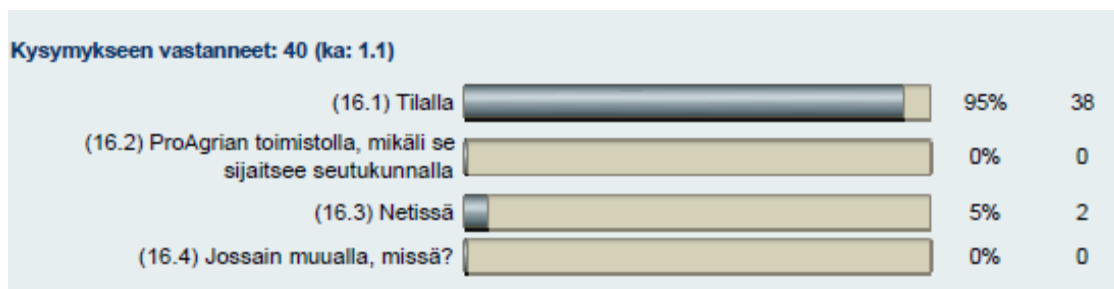 Kysymykseen vastanneet: 40 (ka: 1.1)
(16.1) Tilalla 95% 38
(16.2) ProAgrian toimistolla, mikäli se
sijaitsee seutukunnalla 0% 0
(16.3) Netissä 5% 2
(16.4) Jossain muualla, missä? 0% 0